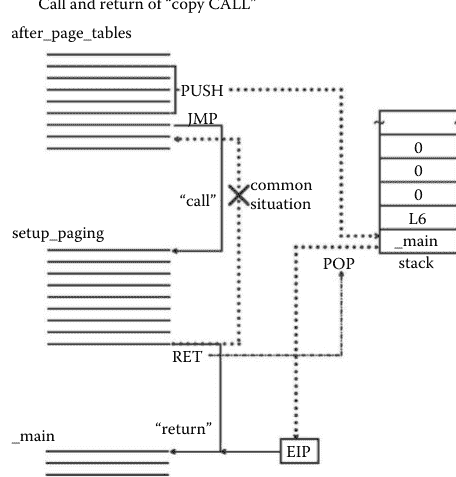 Call and return of “copy CALL”
after_page_tables
PUSH
JMP
“call”
common
situation
0
0
0
L6
_main
stack
setup_paging
POP
RET
“return”
_main
EIP